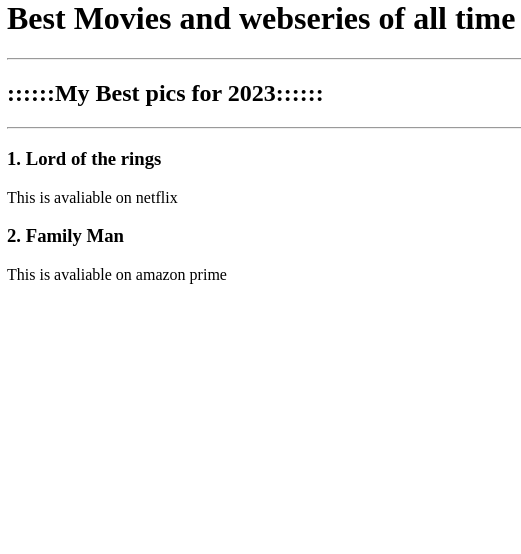 Best Movies and webseries of all time
::::::My Best pics for 2023::::::
1. Lord of the rings
This is avaliable on netflix
2. Family Man
This is avaliable on amazon prime